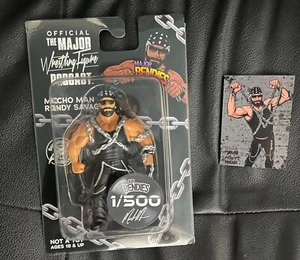 OFFICIAL
THE MAJOR
Wrestling Figure
PODCAST
MACHO MAN
RANDY SAVAGE
MAJOR
BENDIES
BENDIES
1/500
NOT A TOY
AGES 18 & UP